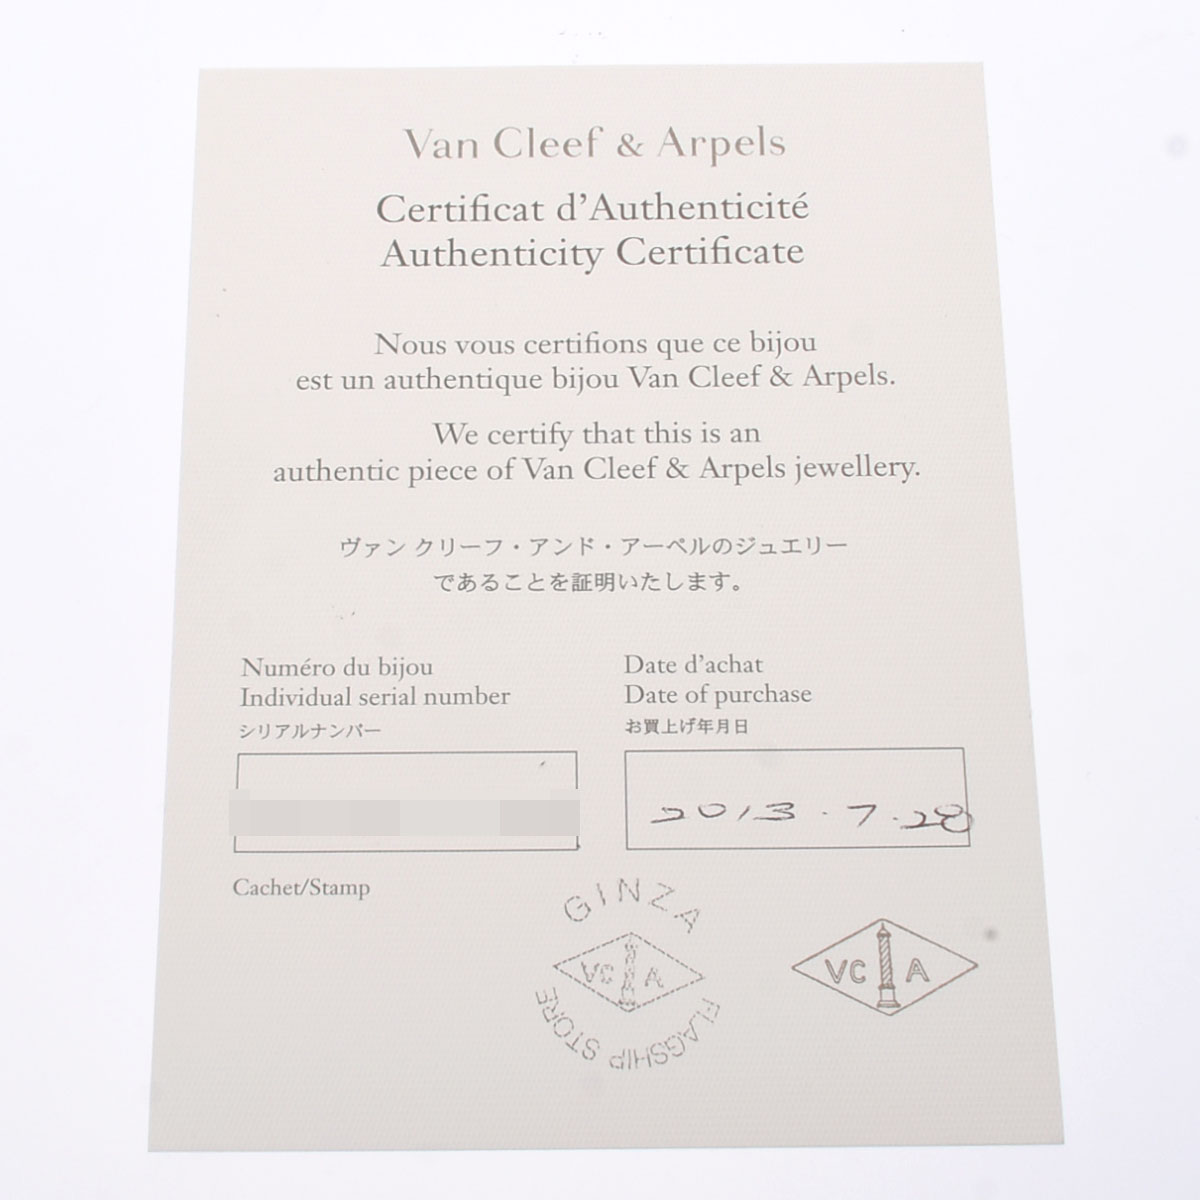 Van Cleef & Arpels
Certificat d'Authenticité
Authenticity Certificate
Nous vous certifions que ce bijou
est un authentique bijou Van Cleef & Arpels.
We certify that this is an
authentic piece of Van Cleef & Arpels jewellery.
ヴァン クリーフ・アンド・アーペルのジュエリー
であることを証明いたします。
Numéro du bijou
Individual serial number
シリアルナンバー
Date d'achat
Date of purchase
お買上げ年月日
2013.7.28
Cachet/Stamp
GINZA
VC A
FLAGSHIP STORE
VC A